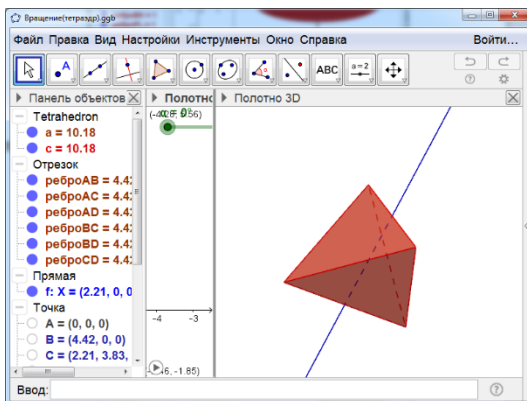 Вращение(тетраэдр).ggb
Файл Правка Вид Настройки Инструменты Окно Справка Войти...
A ABC a=2
Панель объектов Полотно Полотно 3D
Tetrahedron
a = 10.18
c = 10.18
Отрезок
реброAB = 4.42
реброAC = 4.42
реброAD = 4.42
реброBC = 4.42
реброBD = 4.42
реброCD = 4.42
Прямая
f: X = (2.21, 0, 0
Точка
A = (0, 0, 0)
B = (4.42, 0, 0)
C = (2.21, 3.83,
-4 -3
-1.85)
Ввод: